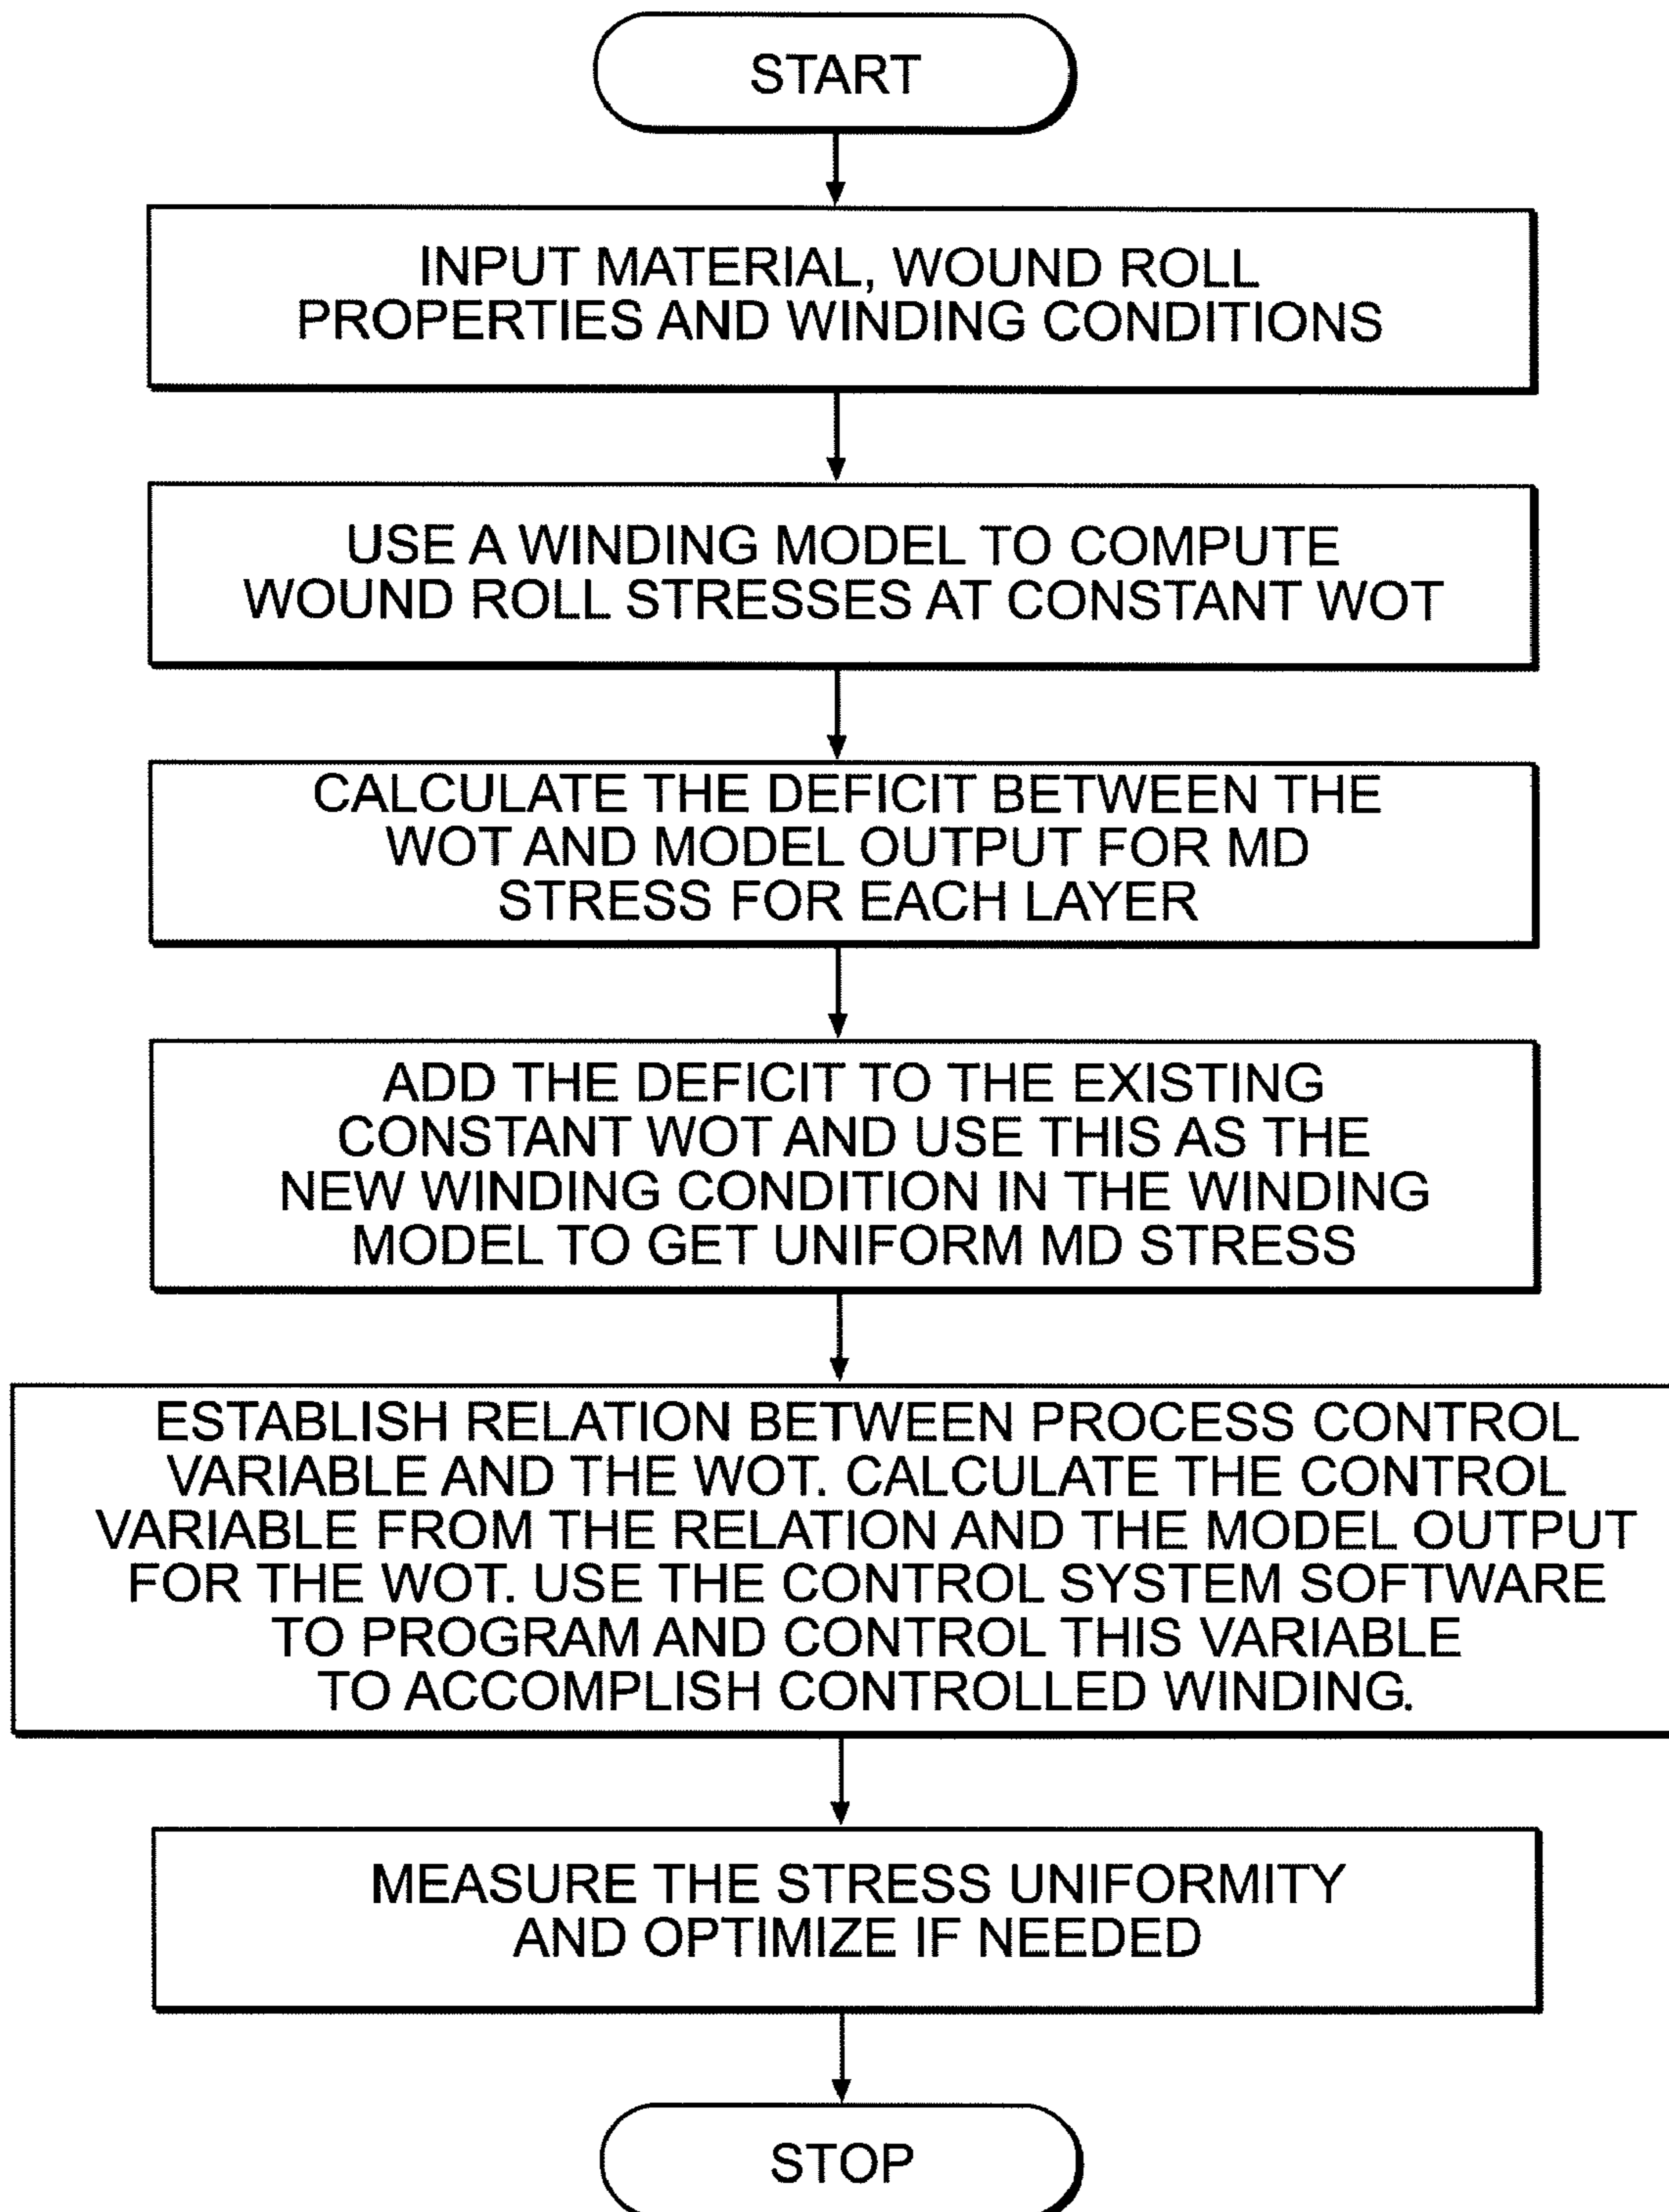 START
INPUT MATERIAL, WOUND ROLL
PROPERTIES AND WINDING CONDITIONS
USE A WINDING MODEL TO COMPUTE
WOUND ROLL STRESSES AT CONSTANT WOT
CALCULATE THE DEFICIT BETWEEN THE
WOT AND MODEL OUTPUT FOR MD
STRESS FOR EACH LAYER
ADD THE DEFICIT TO THE EXISTING
CONSTANT WOT AND USE THIS AS THE
NEW WINDING CONDITION IN THE WINDING
MODEL TO GET UNIFORM MD STRESS
ESTABLISH RELATION BETWEEN PROCESS CONTROL
VARIABLE AND THE WOT. CALCULATE THE CONTROL
VARIABLE FROM THE RELATION AND THE MODEL OUTPUT
FOR THE WOT. USE THE CONTROL SYSTEM SOFTWARE
TO PROGRAM AND CONTROL THIS VARIABLE
TO ACCOMPLISH CONTROLLED WINDING.
MEASURE THE STRESS UNIFORMITY
AND OPTIMIZE IF NEEDED
STOP